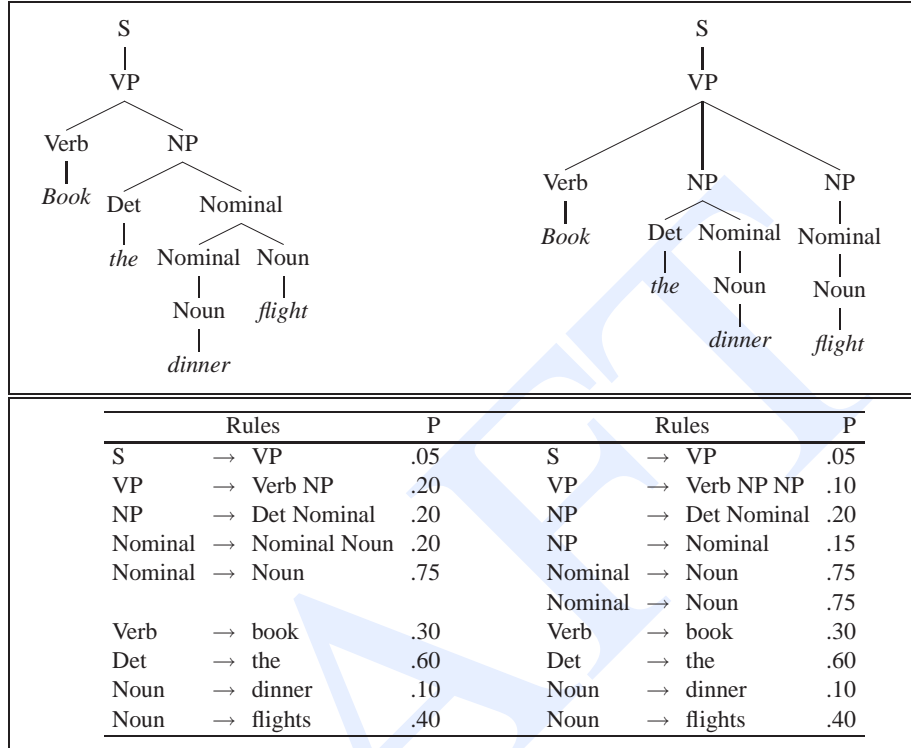 S S
VP VP
Verb NP
Verb NP NP
Book Det Nominal
Book Det Nominal Nominal
the Nominal Noun
the Noun Noun
Noun flight
dinner flight
dinner
Rules P Rules P
S → VP .05 S → VP .05
VP → Verb NP .20 VP → Verb NP NP .10
NP → Det Nominal .20 NP → Det Nominal .20
Nominal → Nominal Noun .20 NP → Nominal .15
Nominal → Noun .75 Nominal → Noun .75
Nominal → Noun .75
Verb → book .30 Verb → book .30
Det → the .60 Det → the .60
Noun → dinner .10 Noun → dinner .10
Noun → flights .40 Noun → flights .40
AFT